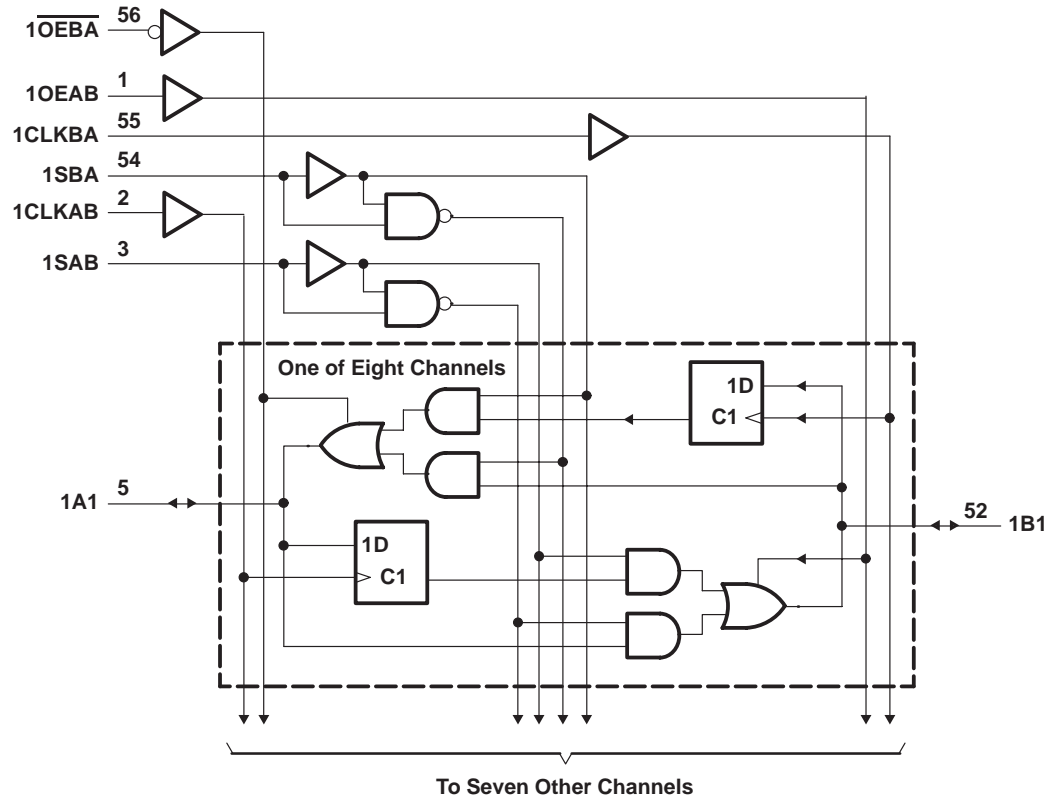 56
1O̅E̅B̅A̅
1
1OEAB
55
1CLKBA
54
1SBA
2
1CLKAB
3
1SAB
One of Eight Channels
1D
C1
5
1A1
52
1B1
1D
C1
To Seven Other Channels